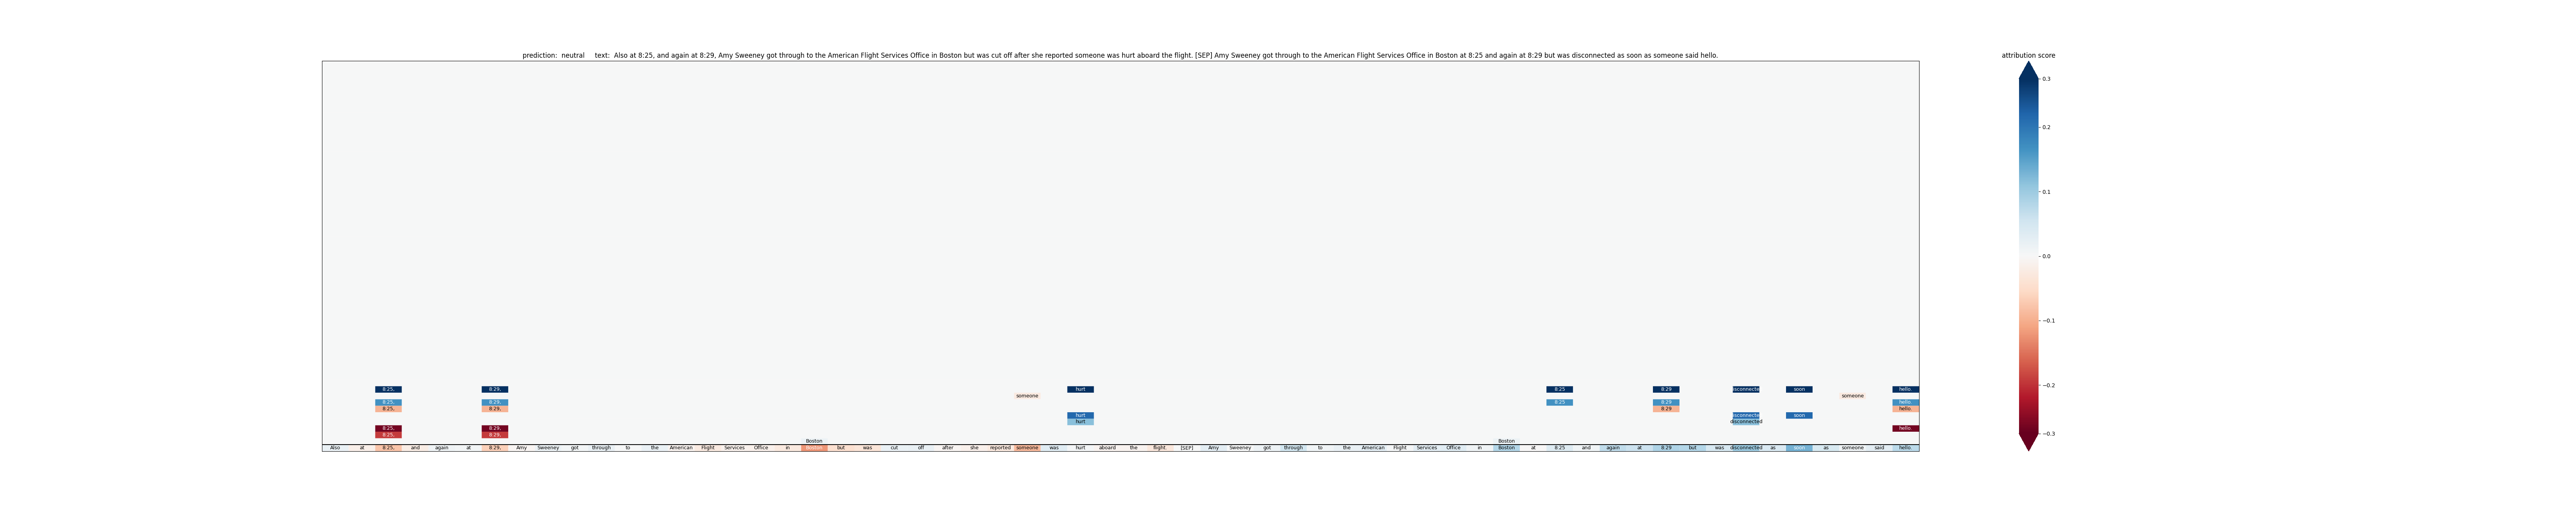 prediction: neutral text: Also at 8:25, and again at 8:29, Amy Sweeney got through to the American Flight Services Office in Boston but was cut off after she reported someone was hurt aboard the flight. [SEP] Amy Sweeney got through to the American Flight Services Office in Boston at 8:25 and again at 8:29 but was disconnected as soon as someone said hello.
attribution score
0.3
0.2
0.1
0.0
−0.1
−0.2
−0.3
8:25, 8:29, hurt 8:25 8:29 isconnecte soon hello.
someone someone
8:25, 8:29, 8:25 8:29 hello.
8:25, 8:29, 8:29 hello.
hurt isconnecte soon
hurt disconnected
8:25, 8:29, hello.
8:25, 8:29,
Boston Boston
Also at 8:25, and again at 8:29, Amy Sweeney got through to the American Flight Services Office in Boston but was cut off after she reported someone was hurt aboard the flight. [SEP] Amy Sweeney got through to the American Flight Services Office in Boston at 8:25 and again at 8:29 but was disconnected as soon as someone said hello.